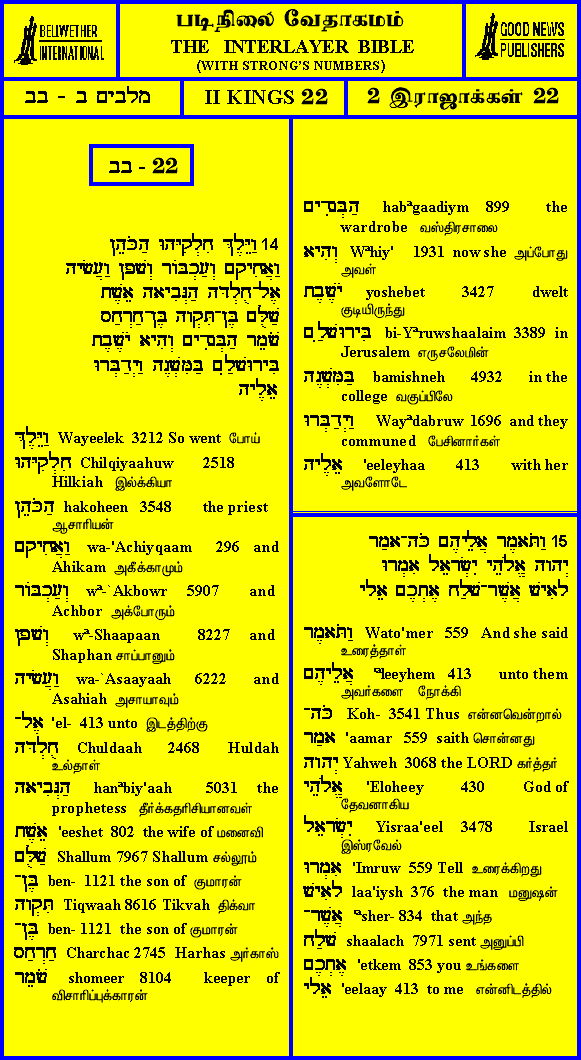 BELLWETHER
INTERNATIONAL
படிநிலை வேதாகமம்
THE INTERLAYER BIBLE
(WITH STRONG'S NUMBERS)
GOOD NEWS
PUBLISHERS
מלבים ב - בב
II KINGS 22
2 இராஜாக்கள் 22
בב - 22
14 וַיֵּלֶךְ חִלְקִיָּהוּ הַכֹּהֵן
וַאֲחִיקָם וְעַכְבּוֹר וְשָׁפָן וַעֲשָׂיָה
אֶל־חֻלְדָּה הַנְּבִיאָה אֵשֶׁת
שַׁלֻּם בֶּן־תִּקְוָה בֶּן־חַרְחַס
שֹׁמֵר הַבְּגָדִים וְהִיא יֹשֶׁבֶת
בִּירוּשָׁלִַם בַּמִּשְׁנֶה וַיְדַבְּרוּ
אֵלֶיהָ
וַיֵּלֶךְ Wayeelek 3212 So went போய்
חִלְקִיָּהוּ Chilqiyaahuw 2518
Hilkiah இல்க்கியா
הַכֹּהֵן hakoheen 3548 the priest
ஆசாரியன்
וַאֲחִיקָם wa-'Achiyqaam 296 and
Ahikam அகீக்காமும்
וְעַכְבּוֹר wª-`Akbowr 5907 and
Achbor அக்போரும்
וְשָׁפָן wª-Shaapaan 8227 and
Shaphan சாப்பானும்
וַעֲשָׂיָה wa-`Asaayaah 6222 and
Asahiah அசாயாவும்
אֶל־ 'el- 413 unto இடத்திற்கு
חֻלְדָּה Chuldaah 2468 Huldah
உல்தாள்
הַנְּבִיאָה hanªbiy'aah 5031 the
prophetess தீர்க்கதரிசியானவள்
אֵשֶׁת 'eeshet 802 the wife of மனைவி
שַׁלֻּם Shallum 7967 Shallum சல்லூம்
בֶּן־ ben- 1121 the son of குமாரன்
תִּקְוָה Tiqwaah 8616 Tikvah திக்வா
בֶּן־ ben- 1121 the son of குமாரன்
חַרְחַס Charchac 2745 Harhas அர்காஸ்
שֹׁמֵר shomeer 8104 keeper of
விசாரிப்புக்காரன்
הַבְּגָדִים habªgaadiym 899 the
wardrobe வஸ்திரசாலை
וְהִיא Wªhiy' 1931 now she அப்போது
அவள்
יֹשֶׁבֶת yoshebet 3427 dwelt
குடியிருந்து
בִּירוּשָׁלִַם bi-Yªruwshaalaim 3389 in
Jerusalem எருசலேமின்
בַּמִּשְׁנֶה bamishneh 4932 in the
college வகுப்பிலே
וַיְדַבְּרוּ Wayªdabruw 1696 and they
communed பேசினார்கள்
אֵלֶיהָ 'eeleyhaa 413 with her
அவளோடே
15 וַתֹּאמֶר אֲלֵיהֶם כֹּה־אָמַר
יְהוָה אֱלֹהֵי יִשְׂרָאֵל אִמְרוּ
לָאִישׁ אֲשֶׁר־שָׁלַח אֶתְכֶם אֵלָי
וַתֹּאמֶר Wato'mer 559 And she said
உரைத்தாள்
אֲלֵיהֶם ªleeyhem 413 unto them
அவர்களை நோக்கி
כֹּה־ Koh- 3541 Thus என்னவென்றால்
אָמַר 'aamar 559 saith சொன்னது
יְהוָה Yahweh 3068 the LORD கர்த்தர்
אֱלֹהֵי 'Eloheey 430 God of
தேவனாகிய
יִשְׂרָאֵל Yisraa'eel 3478 Israel
இஸ்ரவேல்
אִמְרוּ 'Imruw 559 Tell உரைக்கிறது
לָאִישׁ laa'iysh 376 the man மனுஷன்
אֲשֶׁר־ ªsher- 834 that அந்த
שָׁלַח shaalach 7971 sent அனுப்பி
אֶתְכֶם 'etkem 853 you உங்களை
אֵלָי 'eelaay 413 to me என்னிடத்தில்